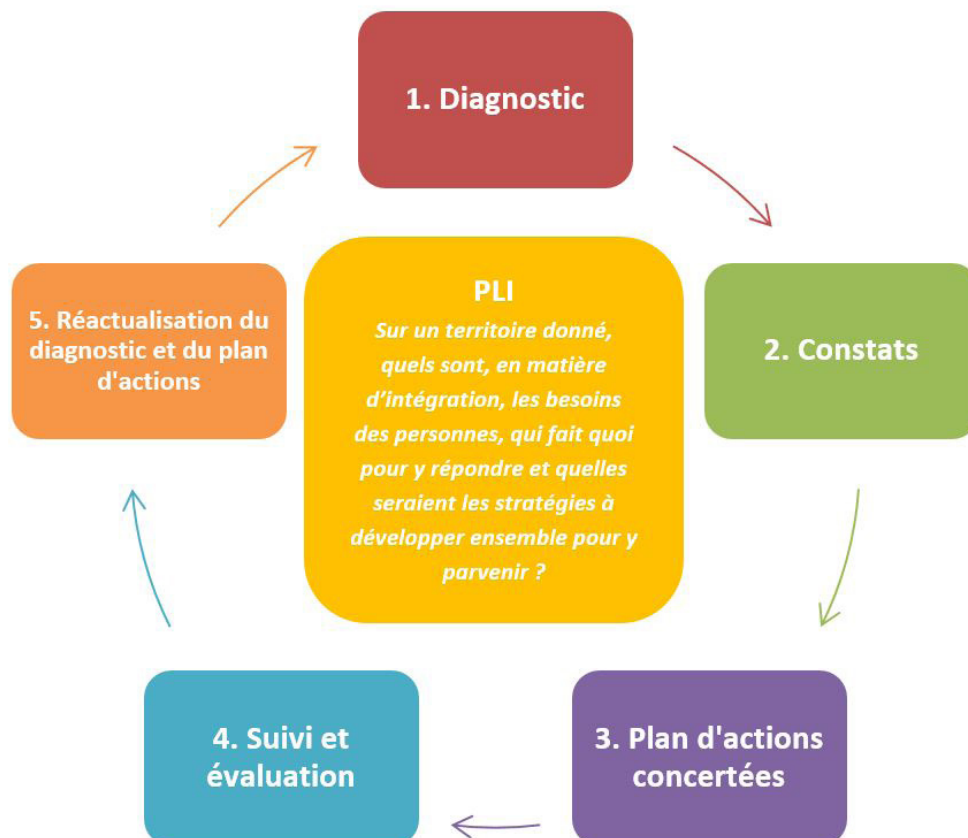 1. Diagnostic
2. Constats
3. Plan d'actions
concertées
4. Suivi et
évaluation
5. Réactualisation du
diagnostic et du plan
d'actions
PLI
Sur un territoire donné,
quels sont, en matière
d’intégration, les besoins
des personnes, qui fait quoi
pour y répondre et quelles
seraient les stratégies à
développer ensemble pour y
parvenir ?